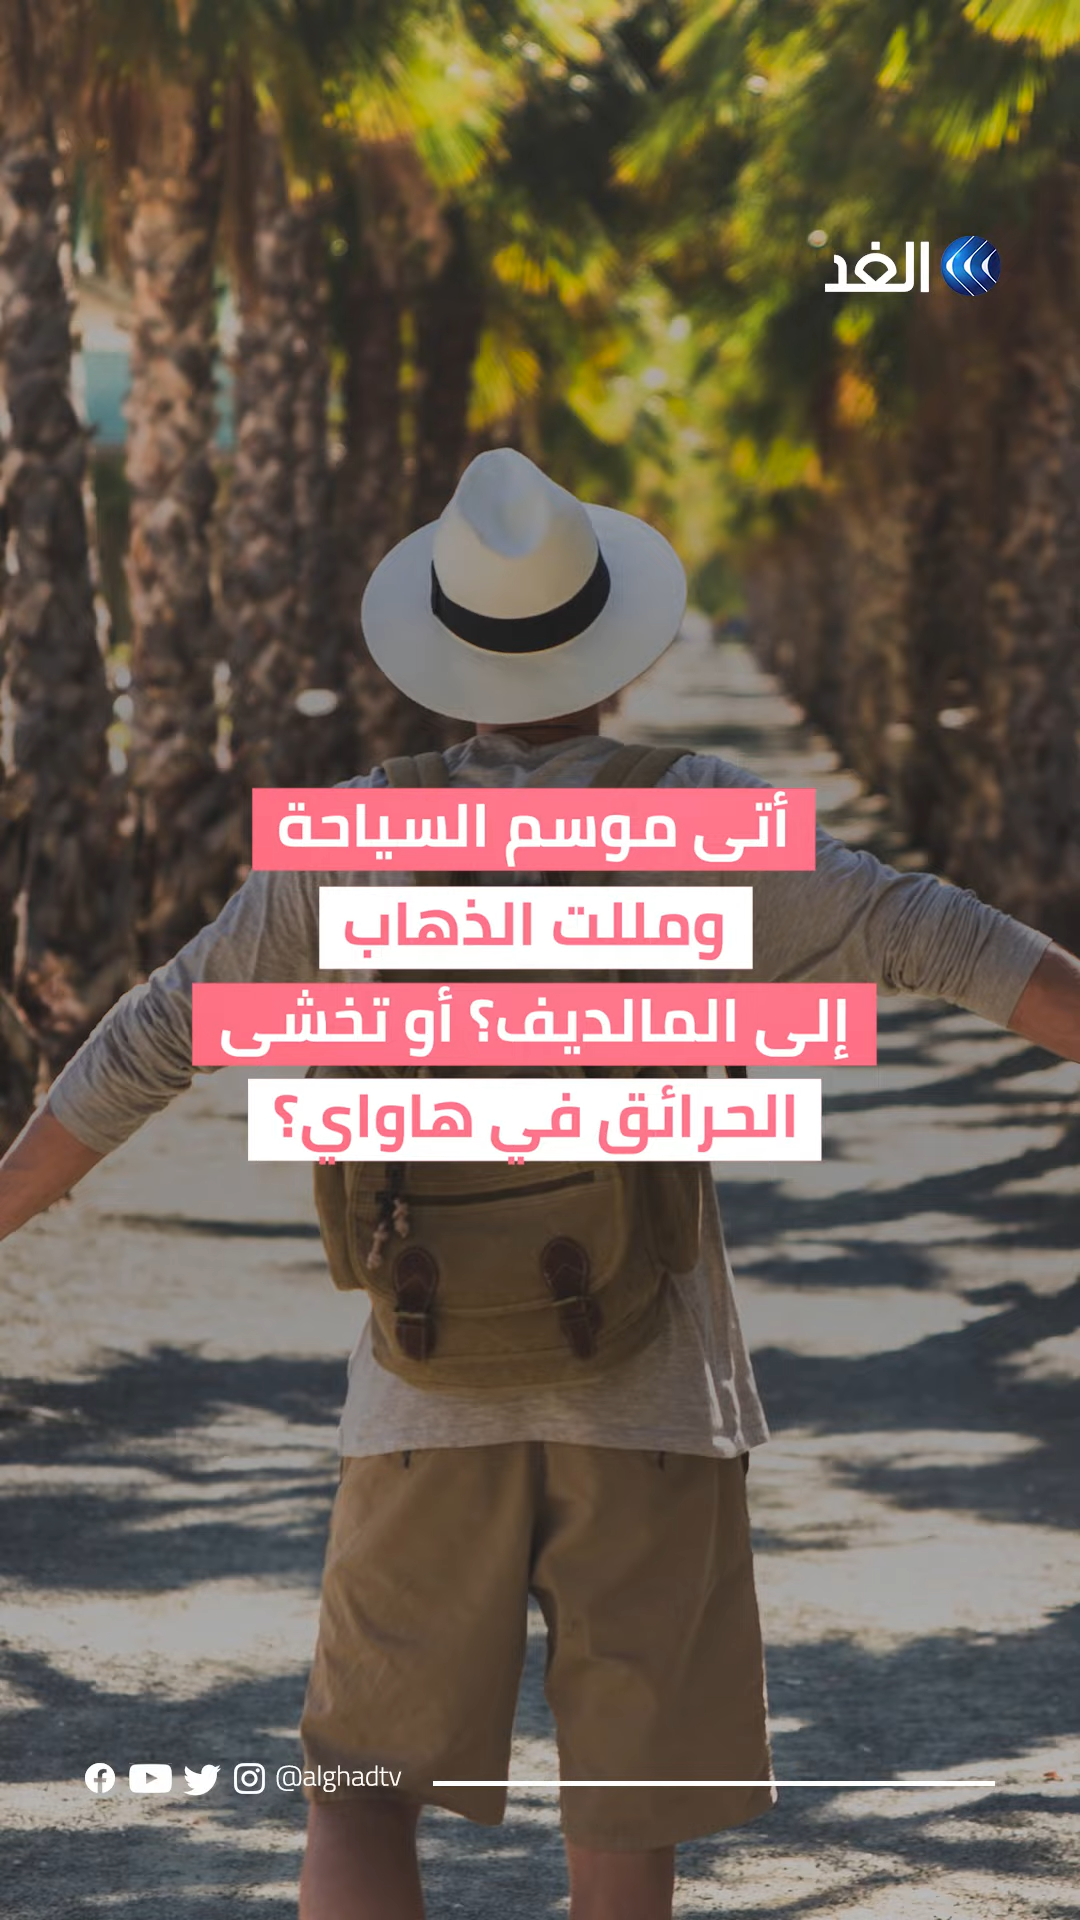 الغد
أتى موسم السياحة
ومللت الذهاب
إلى المالديف؟ أو تخشى
الحرائق في هاواي؟
@alghadtv